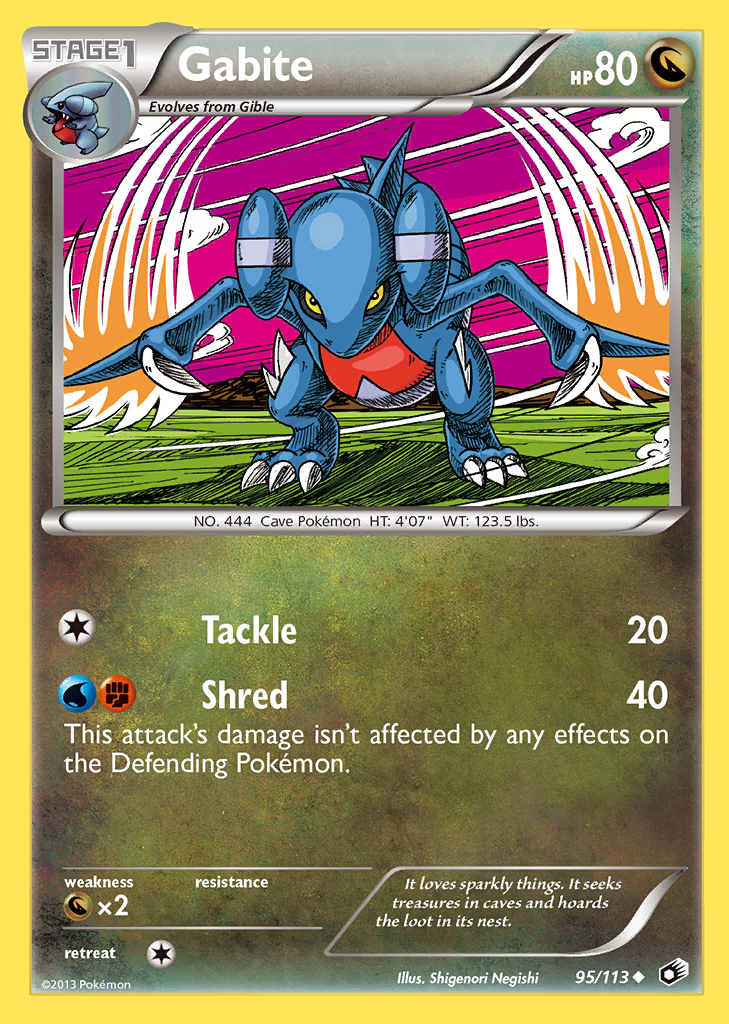 STAGE1
Gabite
HP80
Evolves from Gible
NO. 444 Cave Pokémon HT: 4'07" WT: 123.5 lbs.
Tackle 20
Shred 40
This attack's damage isn't affected by any effects on
the Defending Pokémon.
weakness resistance
×2
retreat
It loves sparkly things. It seeks
treasures in caves and hoards
the loot in its nest.
©2013 Pokémon
Illus. Shigenori Negishi 95/113